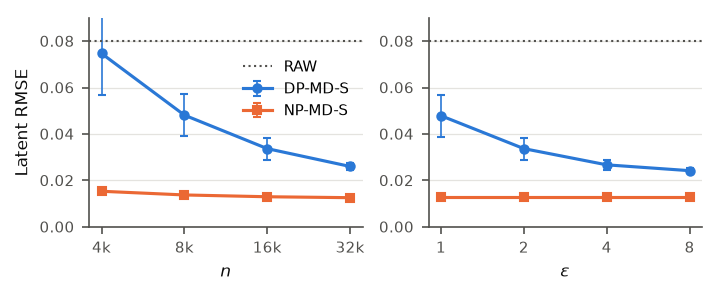 Latent RMSE
0.08
0.06
0.04
0.02
0.00
RAW
DP-MD-S
NP-MD-S
4k 8k 16k 32k
n
0.08
0.06
0.04
0.02
0.00
1 2 4 8
ε